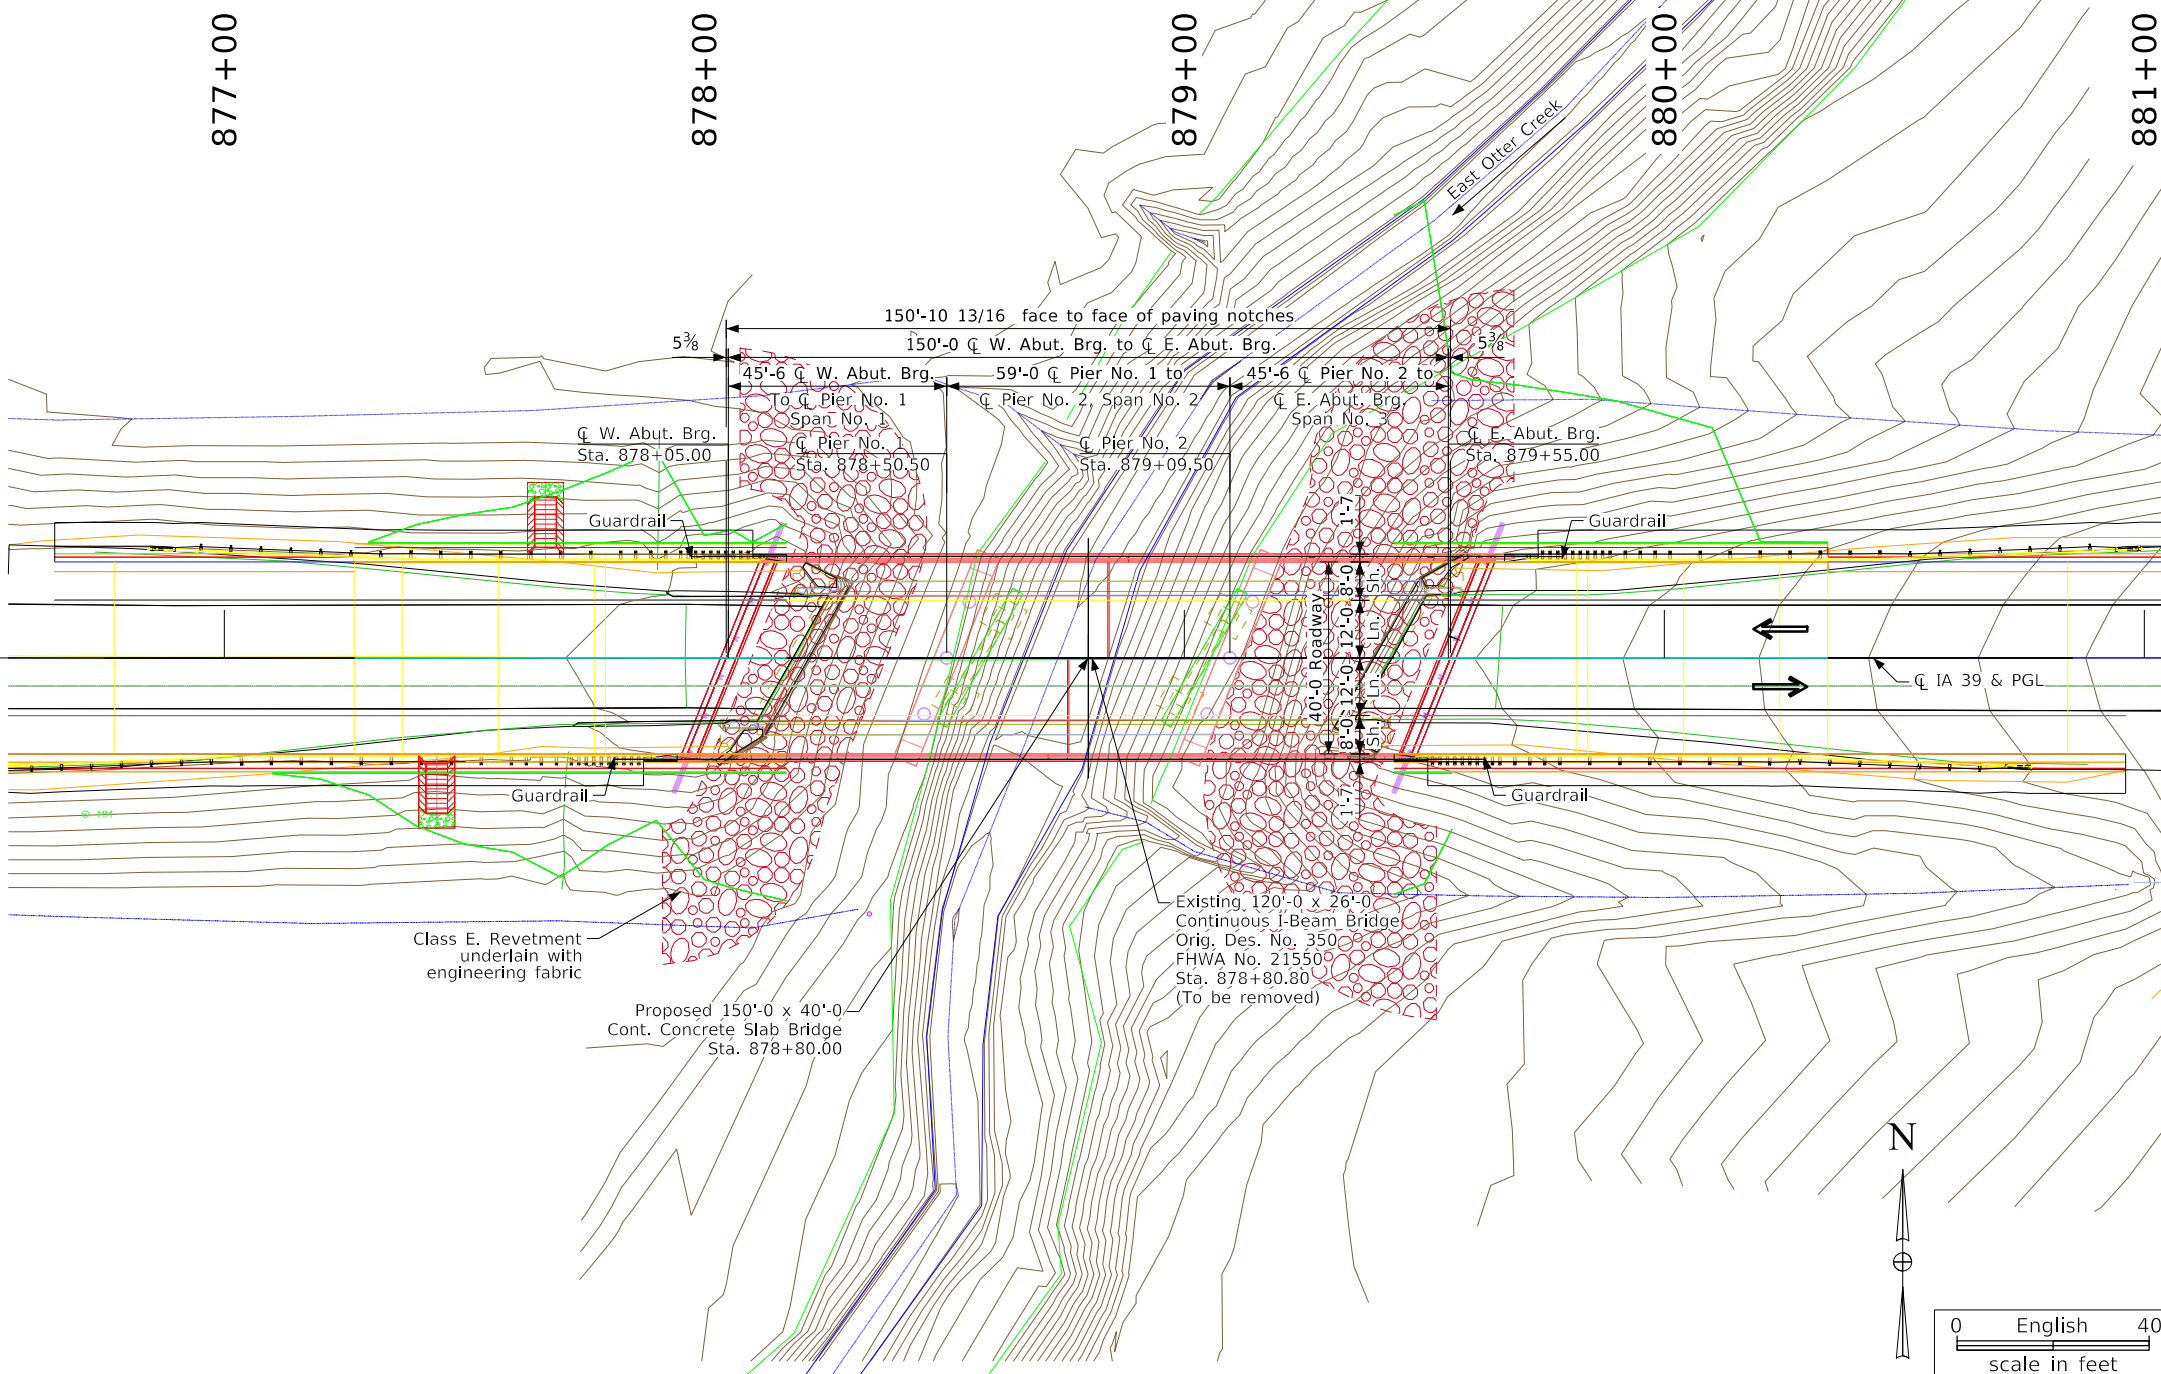 877+00
878+00
879+00
880+00
881+00
East Otter Creek
150'-10 13/16 face to face of paving notches
5⅜
150'-0 ℄ W. Abut. Brg. to ℄ E. Abut. Brg.
5⅜
45'-6 ℄ W. Abut. Brg.
To ℄ Pier No. 1
Span No. 1
59'-0 ℄ Pier No. 1 to
℄ Pier No. 2, Span No. 2
45'-6 ℄ Pier No. 2 to
℄ E. Abut. Brg.
Span No. 3
℄ W. Abut. Brg.
Sta. 878+05.00
℄ Pier No. 1
Sta. 878+50.50
℄ Pier No. 2
Sta. 879+09.50
℄ E. Abut. Brg.
Sta. 879+55.00
Guardrail
Guardrail
1'-7
8'-0
Sh.
12'-0
Ln.
40'-0 Roadway
12'-0
Ln.
8'-0
Sh.
1'-7
℄ IA 39 & PGL
Guardrail
Guardrail
MM
Class E. Revetment
underlain with
engineering fabric
Existing 120'-0 x 26'-0
Continuous I-Beam Bridge
Orig. Des. No. 350
FHWA No. 21550
Sta. 878+80.80
(To be removed)
Proposed 150'-0 x 40'-0
Cont. Concrete Slab Bridge
Sta. 878+80.00
N
0 English 40
scale in feet